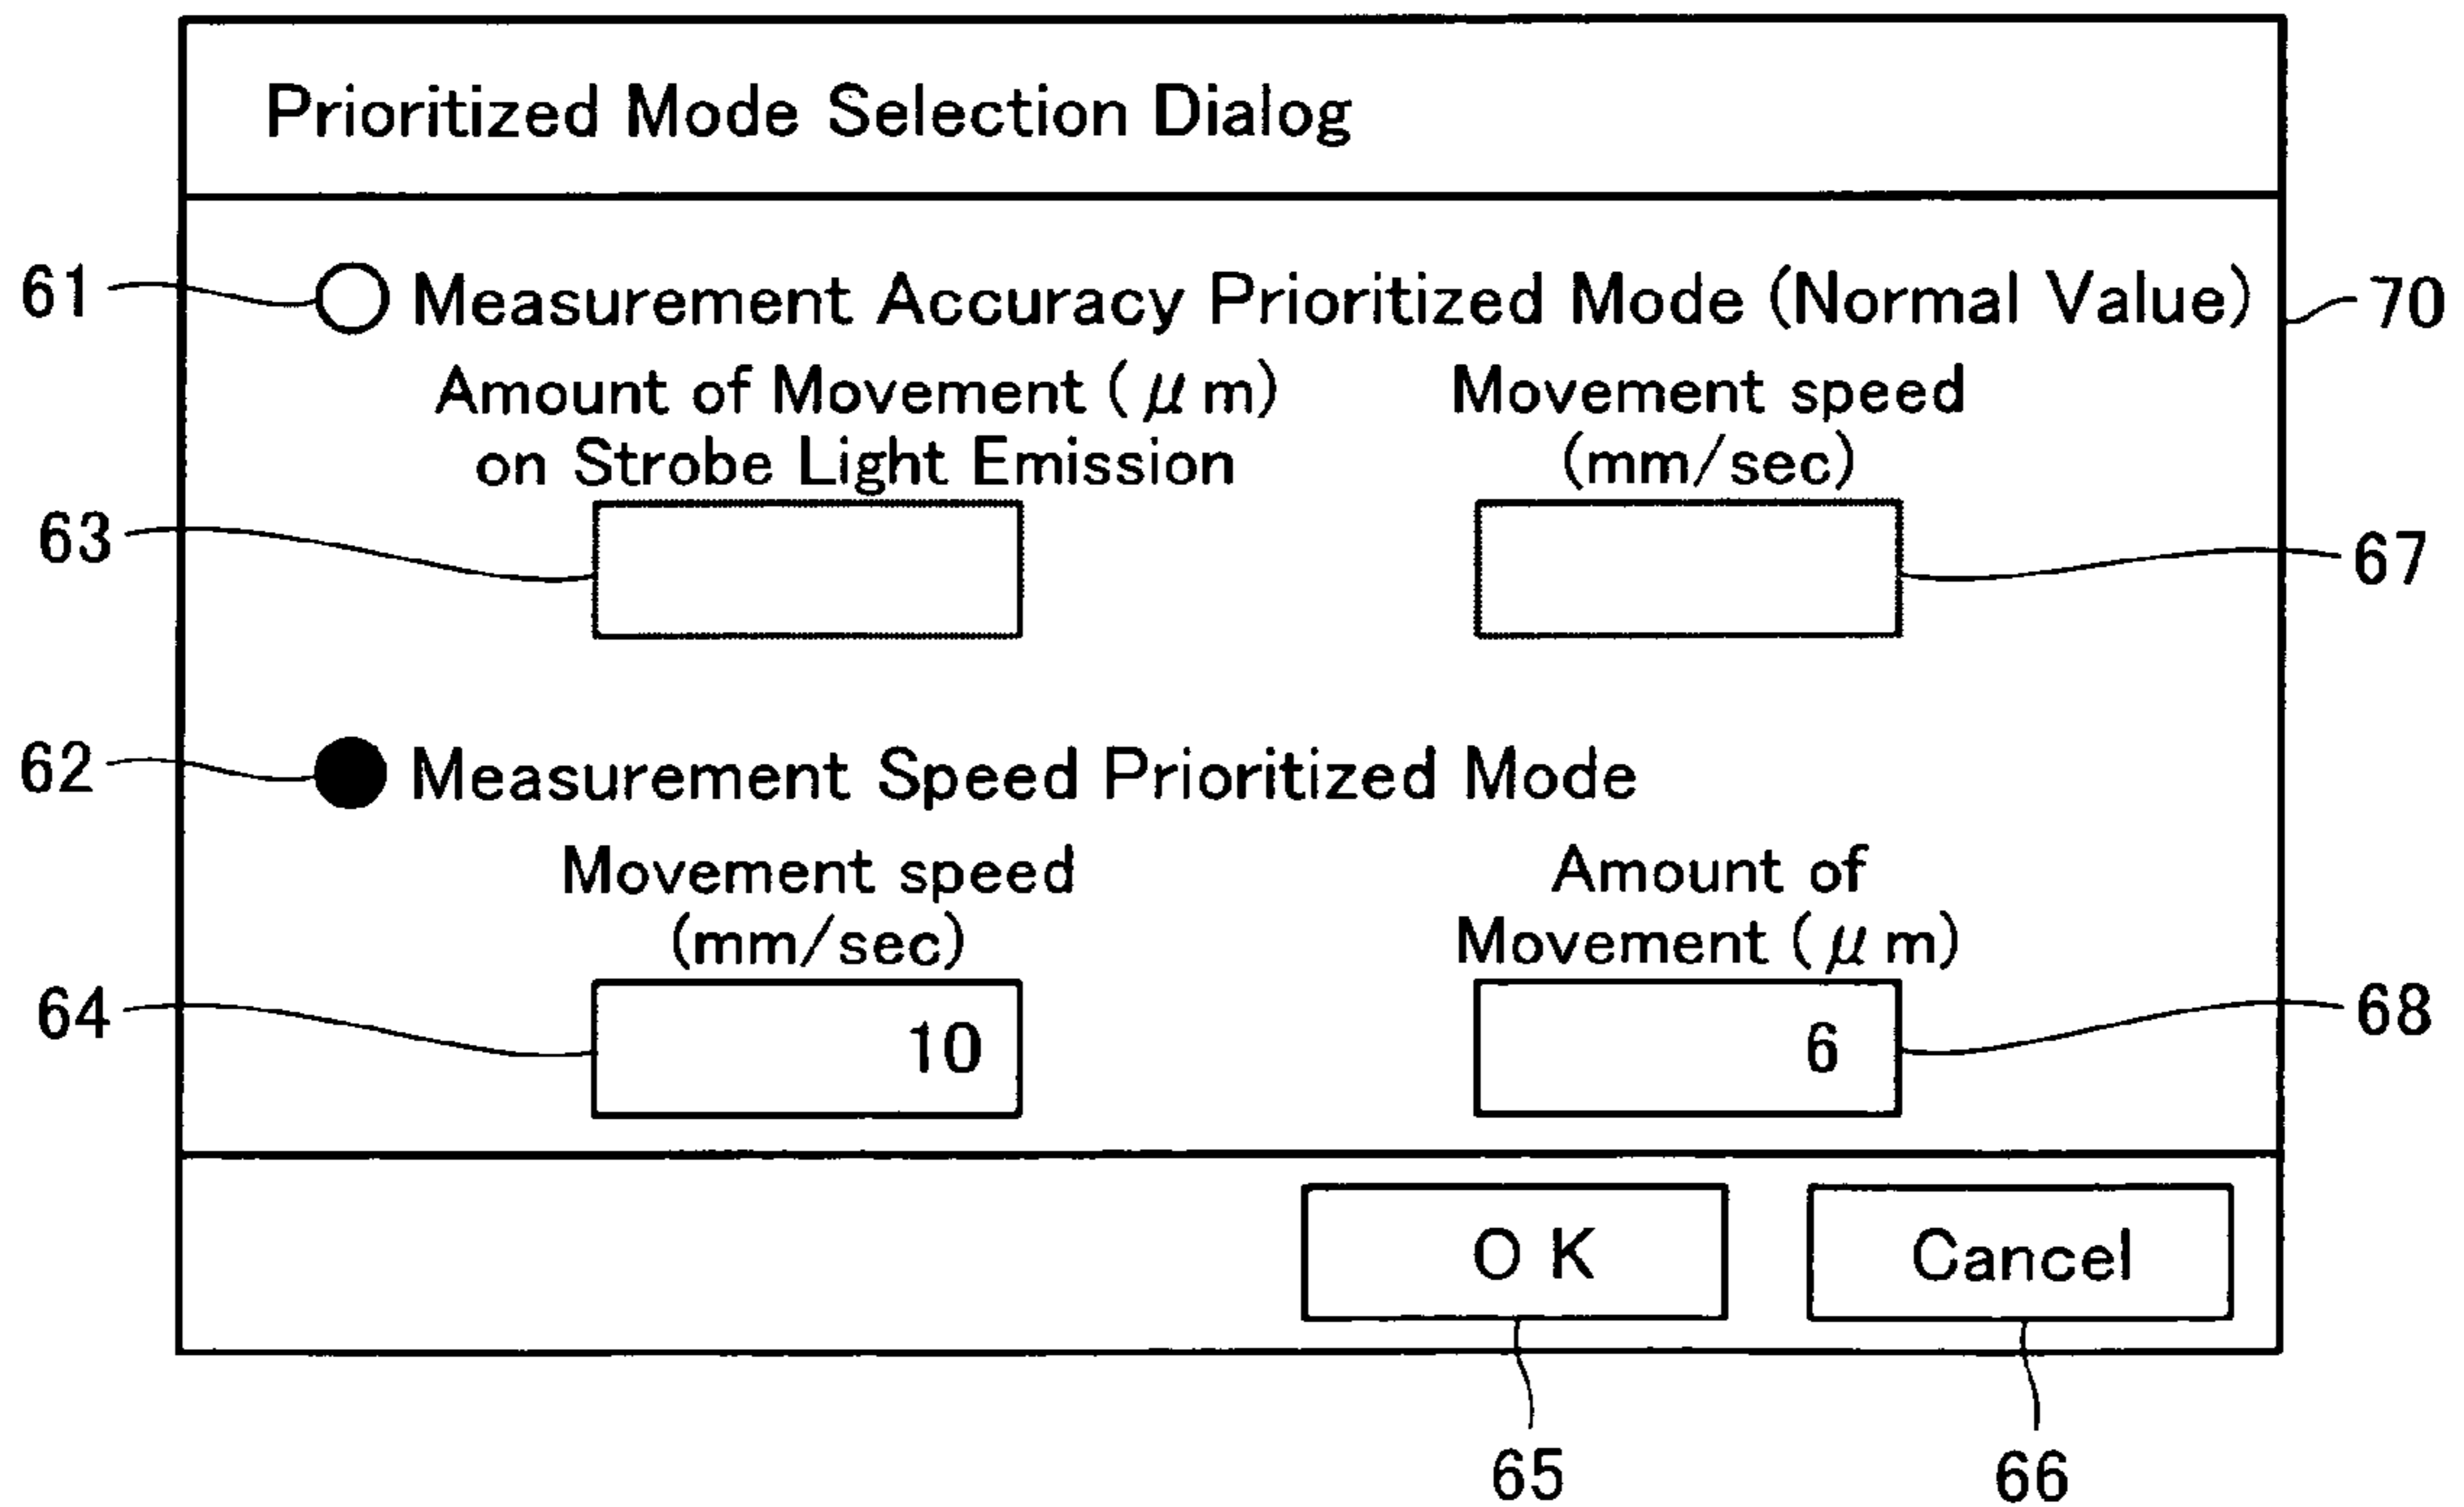 Prioritized Mode Selection Dialog
61
Measurement Accuracy Prioritized Mode (Normal Value)
70
Amount of Movement (μm)
on Strobe Light Emission
Movement speed
(mm/sec)
63
67
62
Measurement Speed Prioritized Mode
Movement speed
(mm/sec)
Amount of
Movement (μm)
64
10
6
68
OK
Cancel
65
66